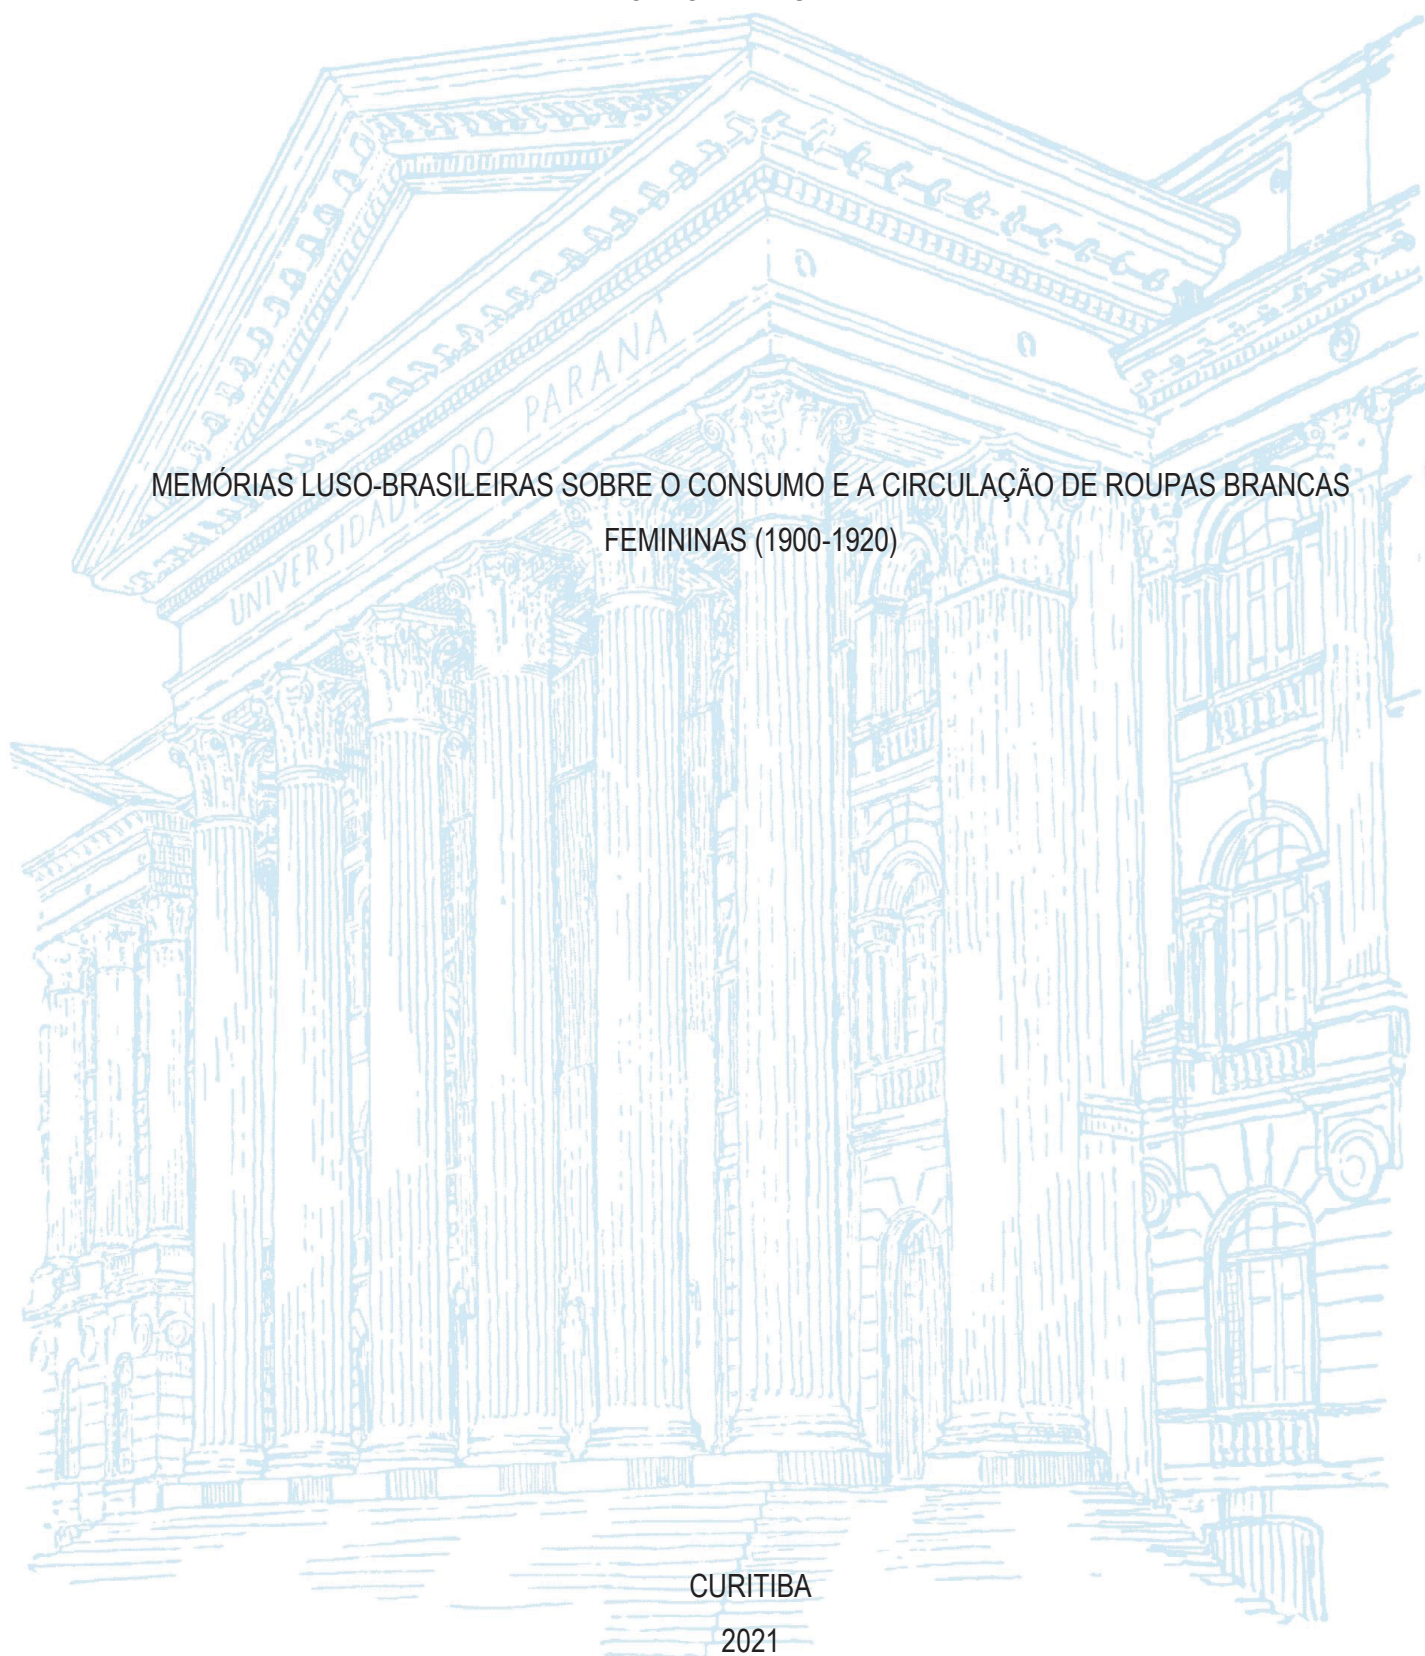 UNIVERSIDADE DO PARANÁ
MEMÓRIAS LUSO-BRASILEIRAS SOBRE O CONSUMO E A CIRCULAÇÃO DE ROUPAS BRANCAS
FEMININAS (1900-1920)
CURITIBA
2021